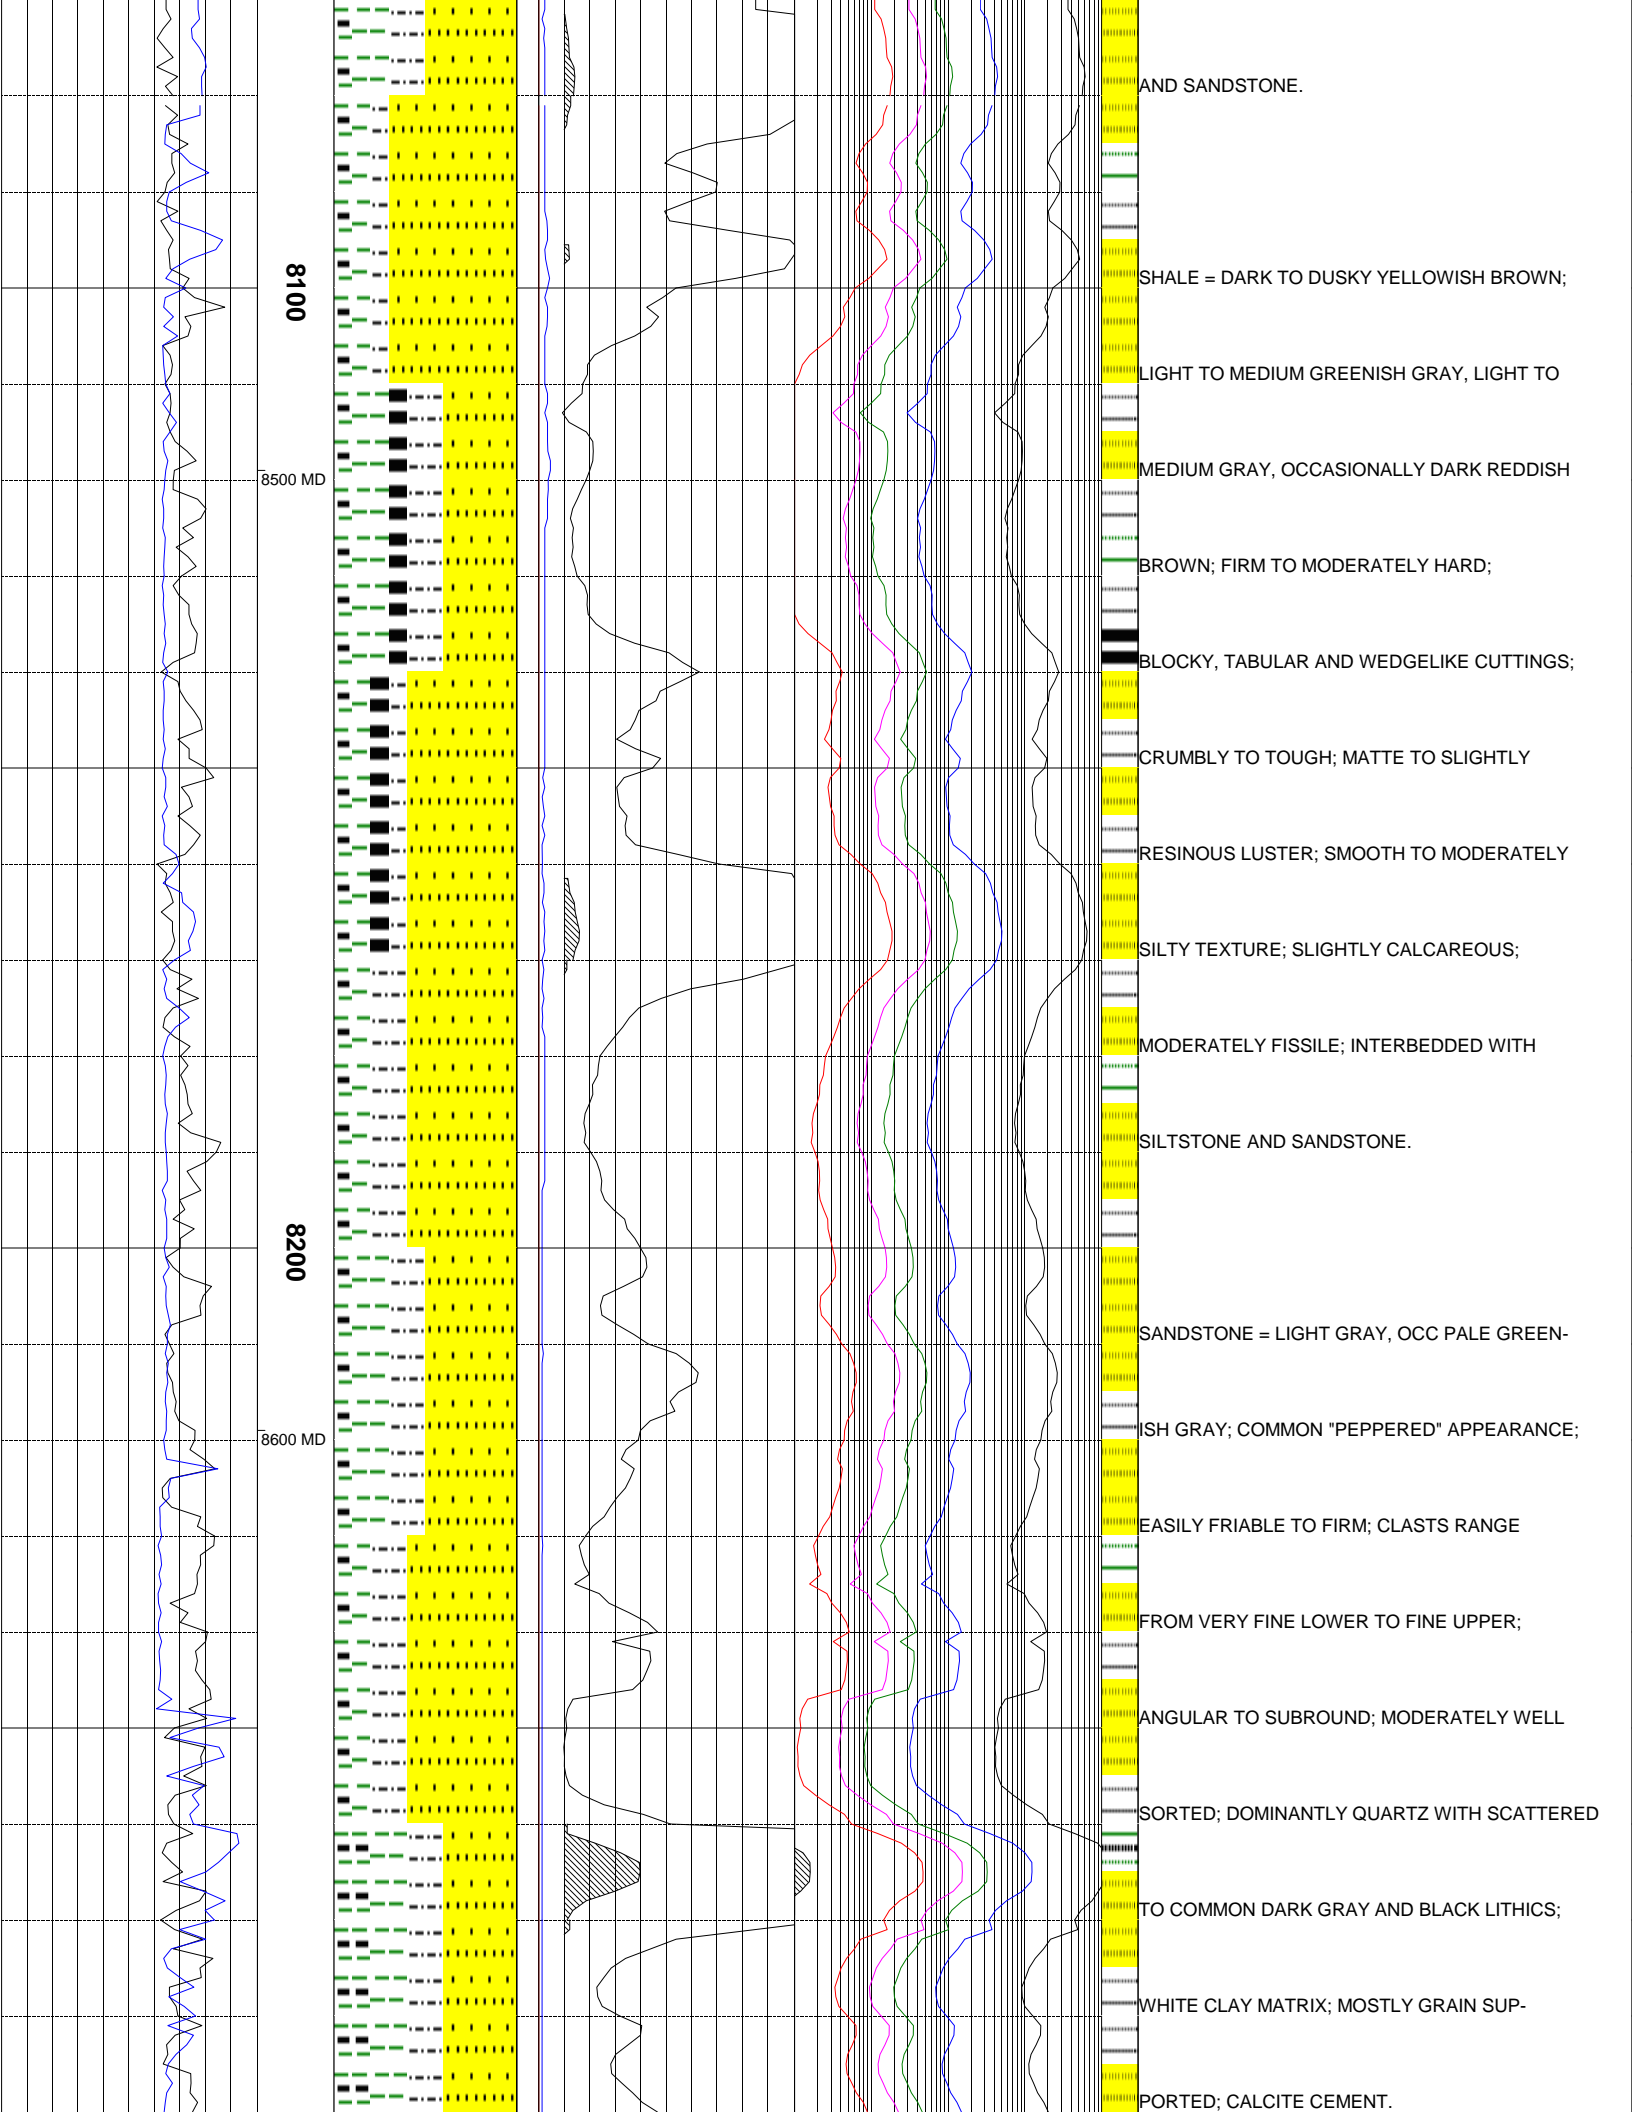 AND SANDSTONE.
8100
SHALE = DARK TO DUSKY YELLOWISH BROWN;
LIGHT TO MEDIUM GREENISH GRAY, LIGHT TO
8500 MD
MEDIUM GRAY, OCCASIONALLY DARK REDDISH
BROWN; FIRM TO MODERATELY HARD;
BLOCKY, TABULAR AND WEDGELIKE CUTTINGS;
CRUMBLY TO TOUGH; MATTE TO SLIGHTLY
RESINOUS LUSTER; SMOOTH TO MODERATELY
SILTY TEXTURE; SLIGHTLY CALCAREOUS;
MODERATELY FISSILE; INTERBEDDED WITH
SILTSTONE AND SANDSTONE.
8200
SANDSTONE = LIGHT GRAY, OCC PALE GREEN-
8600 MD
ISH GRAY; COMMON "PEPPERED" APPEARANCE;
EASILY FRIABLE TO FIRM; CLASTS RANGE
FROM VERY FINE LOWER TO FINE UPPER;
ANGULAR TO SUBROUND; MODERATELY WELL
SORTED; DOMINANTLY QUARTZ WITH SCATTERED
TO COMMON DARK GRAY AND BLACK LITHICS;
WHITE CLAY MATRIX; MOSTLY GRAIN SUP-
PORTED; CALCITE CEMENT.